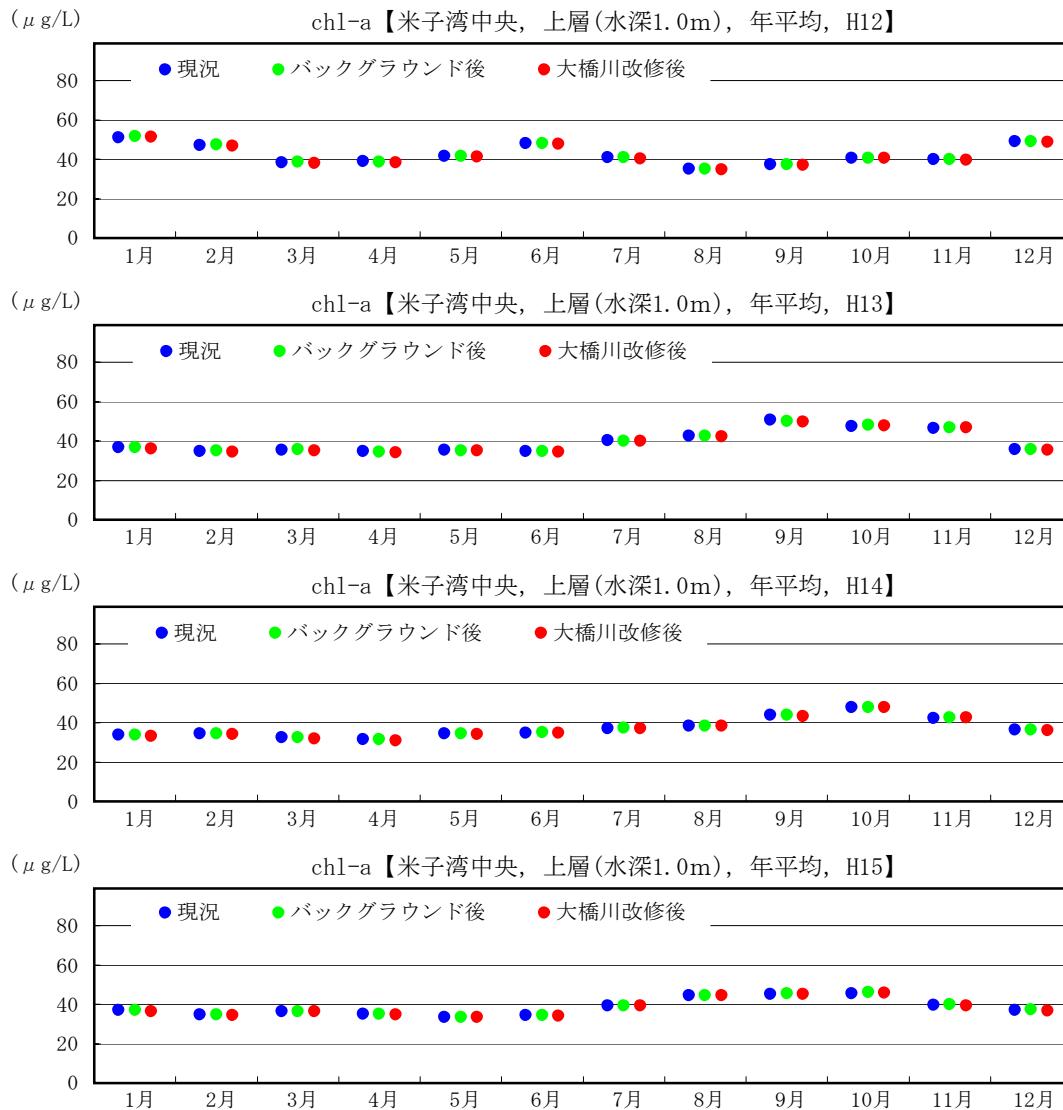 (μg/L) chl-a【米子湾中央, 上層(水深1.0m), 年平均, H12】
● 現況 ● バックグラウンド後 ● 大橋川改修後
80
60
40
20
0
1月 2月 3月 4月 5月 6月 7月 8月 9月 10月 11月 12月
(μg/L) chl-a【米子湾中央, 上層(水深1.0m), 年平均, H13】
● 現況 ● バックグラウンド後 ● 大橋川改修後
80
60
40
20
0
1月 2月 3月 4月 5月 6月 7月 8月 9月 10月 11月 12月
(μg/L) chl-a【米子湾中央, 上層(水深1.0m), 年平均, H14】
● 現況 ● バックグラウンド後 ● 大橋川改修後
80
60
40
20
0
1月 2月 3月 4月 5月 6月 7月 8月 9月 10月 11月 12月
(μg/L) chl-a【米子湾中央, 上層(水深1.0m), 年平均, H15】
● 現況 ● バックグラウンド後 ● 大橋川改修後
80
60
40
20
0
1月 2月 3月 4月 5月 6月 7月 8月 9月 10月 11月 12月